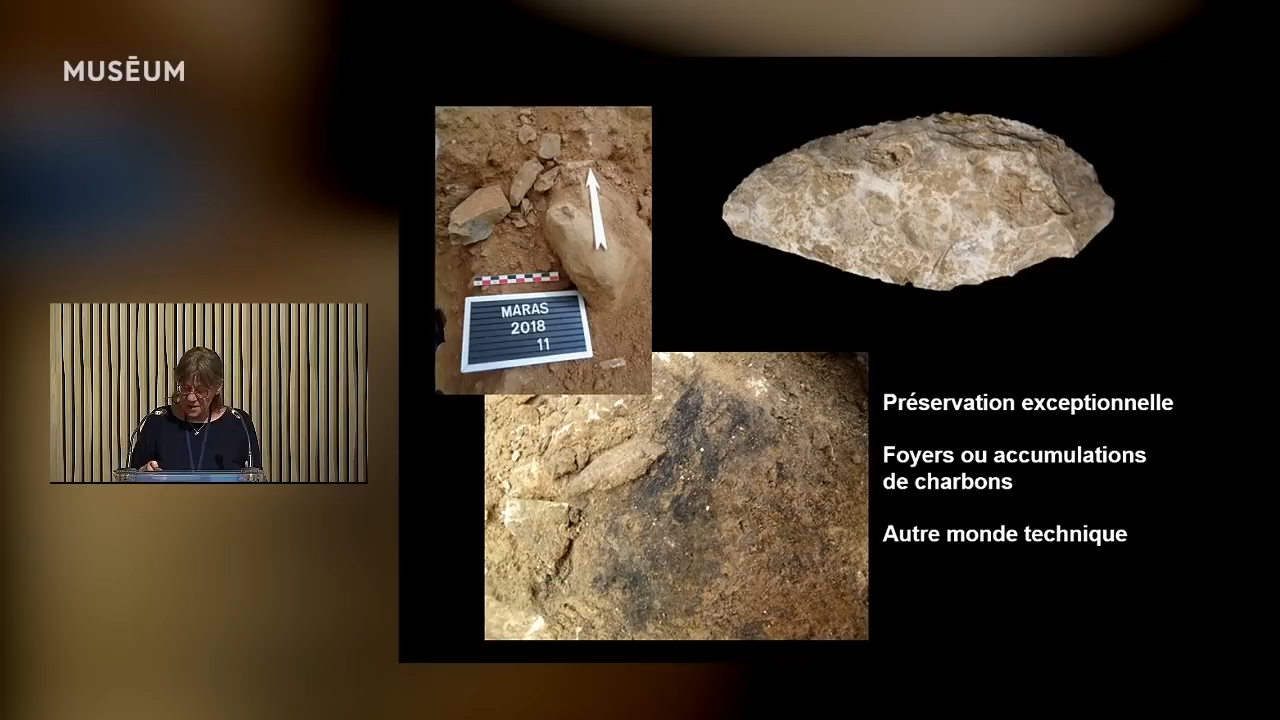 MUSĒUM
MARAS
2018
11
Préservation exceptionnelle
Foyers ou accumulations
de charbons
Autre monde technique